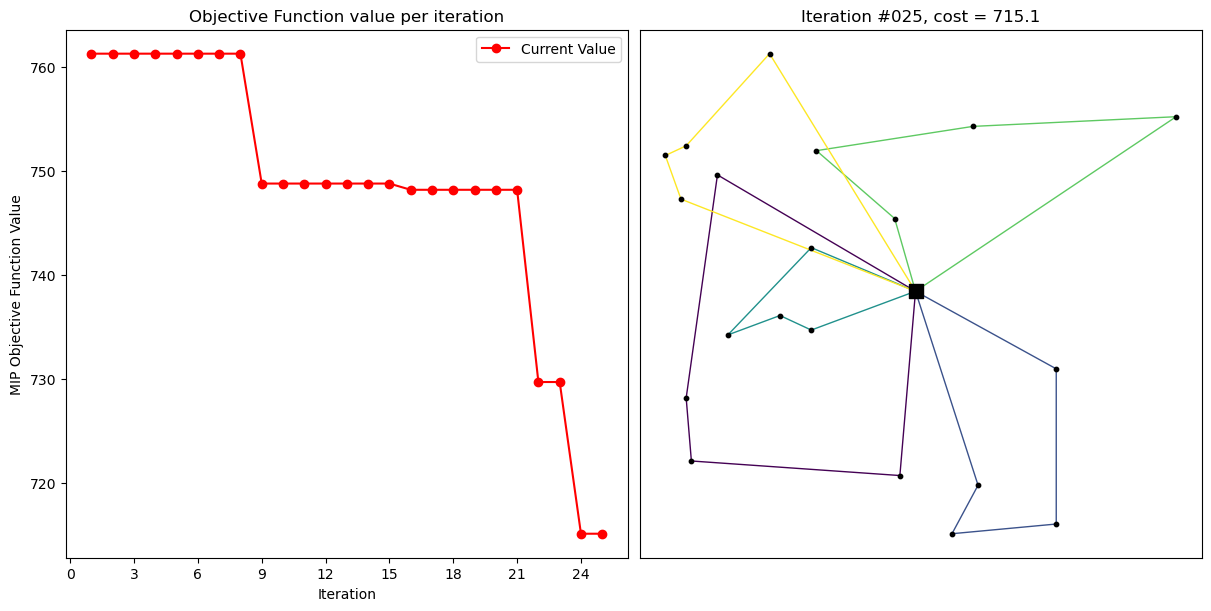 Objective Function value per iteration
Current Value
760
750
740
730
720
MIP Objective Function Value
0 3 6 9 12 15 18 21 24
Iteration
Iteration #025, cost = 715.1